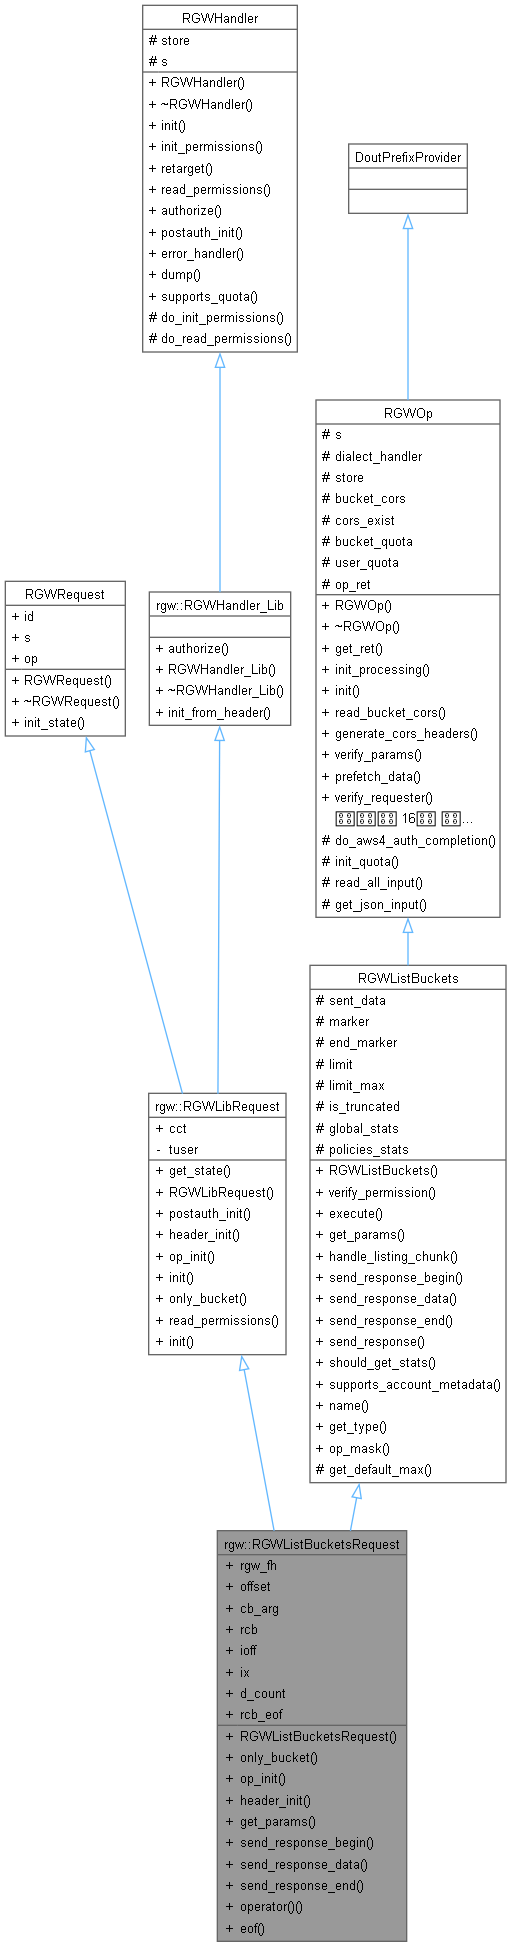 RGWHandler
# store
# s
+ RGWHandler()
+ ~RGWHandler()
+ init()
+ init_permissions()
+ retarget()
+ read_permissions()
+ authorize()
+ postauth_init()
+ error_handler()
+ dump()
+ supports_quota()
# do_init_permissions()
# do_read_permissions()
DoutPrefixProvider
RGWOp
# s
# dialect_handler
# store
# bucket_cors
# cors_exist
# bucket_quota
# user_quota
# op_ret
+ RGWOp()
+ ~RGWOp()
+ get_ret()
+ init_processing()
+ init()
+ read_bucket_cors()
+ generate_cors_headers()
+ verify_params()
+ prefetch_data()
+ verify_requester()
16 ...
# do_aws4_auth_completion()
# init_quota()
# read_all_input()
# get_json_input()
RGWRequest
+ id
+ s
+ op
+ RGWRequest()
+ ~RGWRequest()
+ init_state()
rgw::RGWHandler_Lib
+ authorize()
+ RGWHandler_Lib()
+ ~RGWHandler_Lib()
+ init_from_header()
RGWListBuckets
# sent_data
# marker
# end_marker
# limit
# limit_max
# is_truncated
# global_stats
# policies_stats
+ RGWListBuckets()
+ verify_permission()
+ execute()
+ get_params()
+ handle_listing_chunk()
+ send_response_begin()
+ send_response_data()
+ send_response_end()
+ send_response()
+ should_get_stats()
+ supports_account_metadata()
+ name()
+ get_type()
+ op_mask()
# get_default_max()
rgw::RGWLibRequest
+ cct
- tuser
+ get_state()
+ RGWLibRequest()
+ postauth_init()
+ header_init()
+ op_init()
+ init()
+ only_bucket()
+ read_permissions()
+ init()
rgw::RGWListBucketsRequest
+ rgw_fh
+ offset
+ cb_arg
+ rcb
+ ioff
+ ix
+ d_count
+ rcb_eof
+ RGWListBucketsRequest()
+ only_bucket()
+ op_init()
+ header_init()
+ get_params()
+ send_response_begin()
+ send_response_data()
+ send_response_end()
+ operator()()
+ eof()